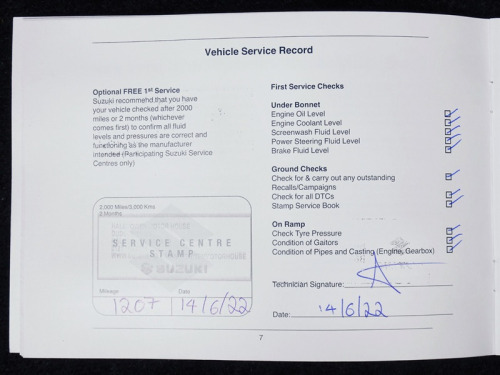 Vehicle Service Record
Optional FREE 1st Service
Suzuki recommend that you have
your vehicle checked after 2000
miles or 2 months (whichever
comes first) to confirm all fluid
levels and pressures are correct and
functioning as the manufacturer
intended (Participating Suzuki Service
Centres only)
2,000 Miles/3,000 Kms
2 Months
SERVICE CENTRE
STAMP
SUZUKI
Mileage Date
1207 14/6/22
First Service Checks
Under Bonnet
Engine Oil Level
Engine Coolant Level
Screenwash Fluid Level
Power Steering Fluid Level
Brake Fluid Level
Ground Checks
Check for & carry out any outstanding
Recalls/Campaigns
Check for all DTCs
Stamp Service Book
On Ramp
Check Tyre Pressure
Condition of Gaitors
Condition of Pipes and Casting (Engine, Gearbox)
Technician Signature:
Date: 14/6/22
7